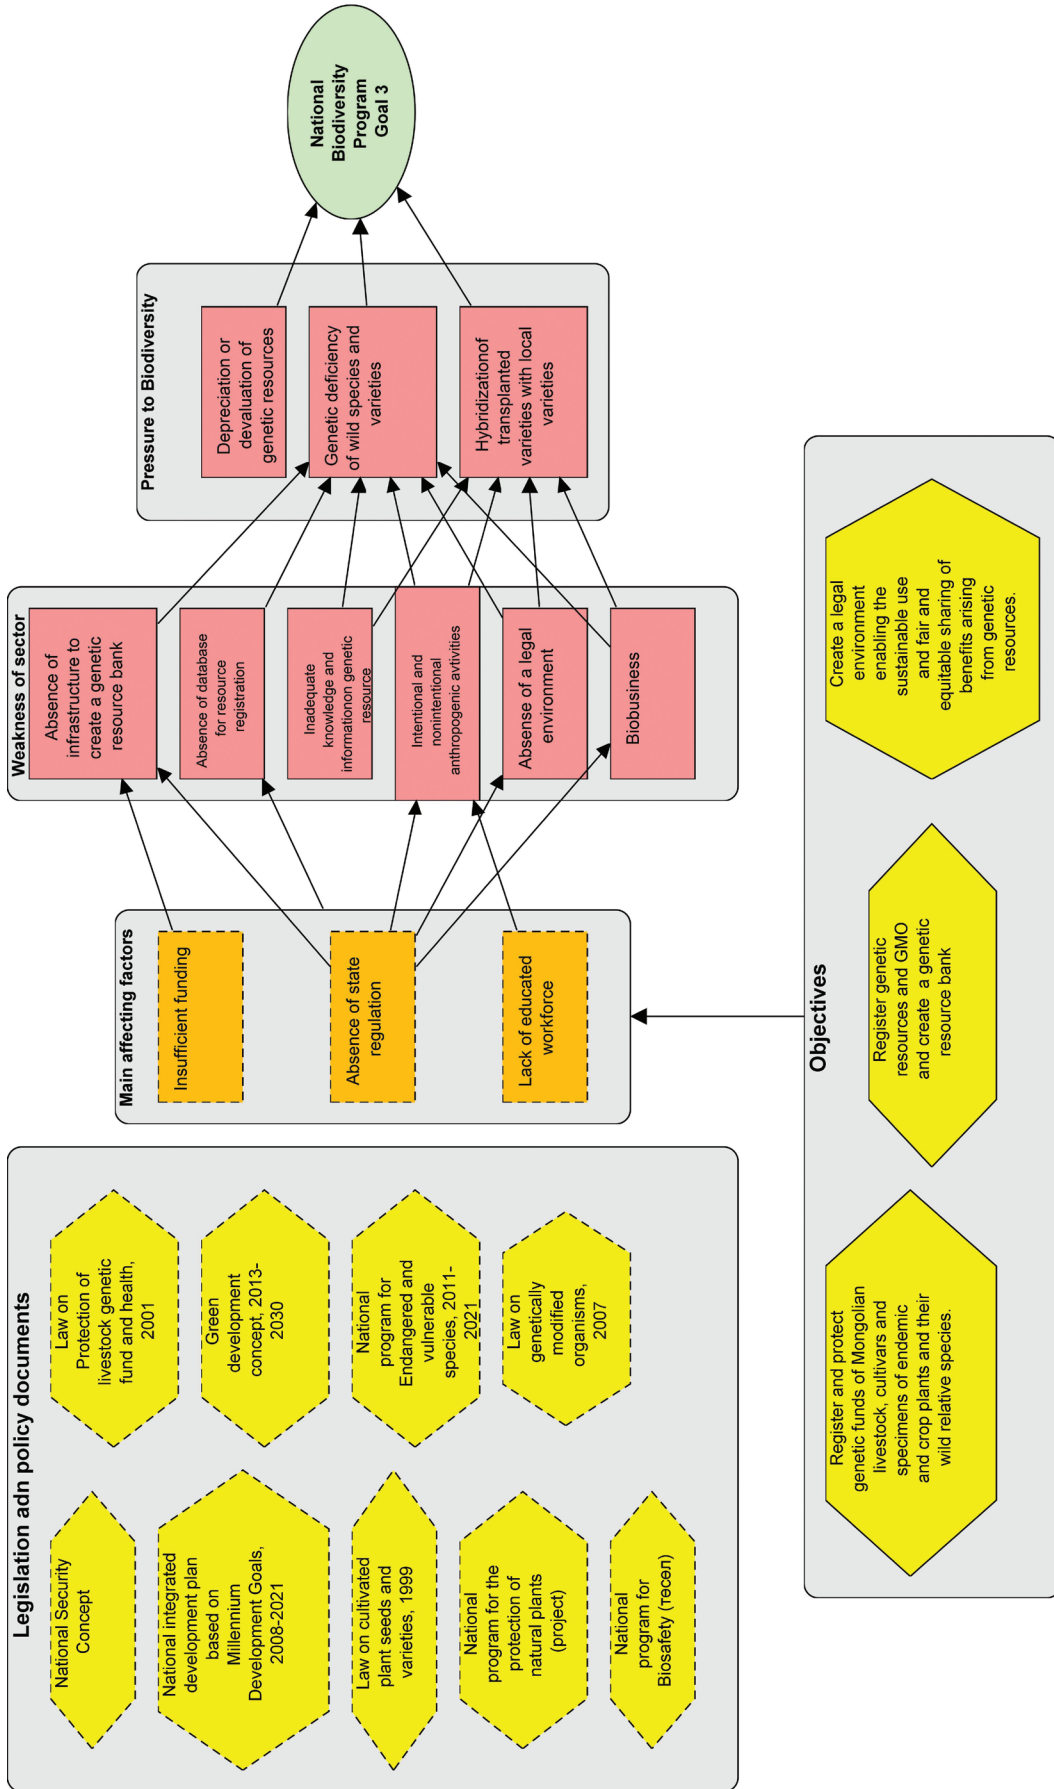 Legislation adn policy documents
National Security
Concept
National integrated
development plan
based on
Millennium
Development Goals,
2008-2021
Law on cultivated
plant seeds and
varieties, 1999
National
program for the
protection of
natural plants
(project)
National
program for
Biosafety (төсөл)
Law on
Protection of
livestock genetic
fund and health,
2001
Green
development
concept, 2013-
2030
National
program for
Endangerred and
vulnerable
species, 2011-
2021
Law on
genetically
modified
organisms,
2007
Main affecting factors
Insufficient funding
Absence of state
regulation
Lack of educated
workforce
Weakness of sector
Absence of
infrastructure to
create a genetic
resource bank
Absence of database
for resource
registration
Inadequate
knowledge and
informationon genetic
resource
Intentional and
nonintentional
anthropogenic avtivities
Absense of a legal
environment
Biobusiness
Pressure to Biodiversity
Depreciation or
devaluation of
genetic resources
Genetic deficiency
of wild species and
varieties
Hybridizationof
transplanted
varieties with local
varieties
National
Biodiversity
Program
Goal 3
Objectives
Register and protect
genetic funds of Mongolian
livestock, cultivars and
specimens of endemic
and crop plants and their
wild relative species.
Register genetic
resources and GMO
and create a genetic
resource bank
Create a legal
environment
enabling the
sustainable use
and fair and
equitable sharing of
benefits arising
from genetic
resources.